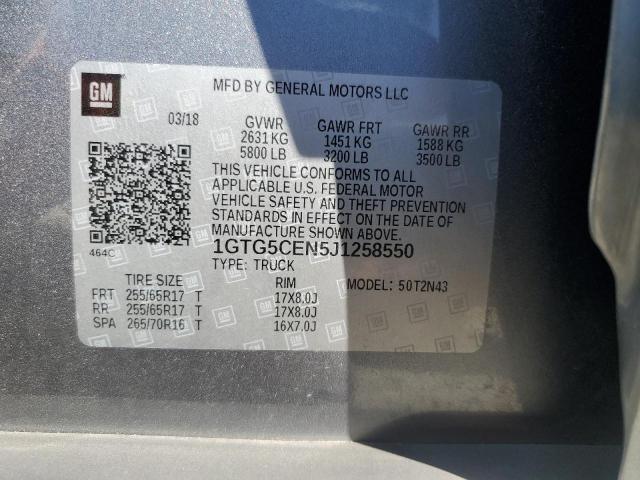 GM
MFD BY GENERAL MOTORS LLC
03/18 GVWR GAWR FRT GAWR RR
2631 KG 1451 KG 1588 KG
5800 LB 3200 LB 3500 LB
THIS VEHICLE CONFORMS TO ALL
APPLICABLE U.S. FEDERAL MOTOR
VEHICLE SAFETY AND THEFT PREVENTION
STANDARDS IN EFFECT ON THE DATE OF
MANUFACTURE SHOWN ABOVE.
464C 1GTG5CEN5J1258550
TYPE: TRUCK
TIRE SIZE RIM MODEL: 50T2N43
FRT 255/65R17 T 17X8.0J
RR 255/65R17 T 17X8.0J
SPA 265/70R16 T 16X7.0J